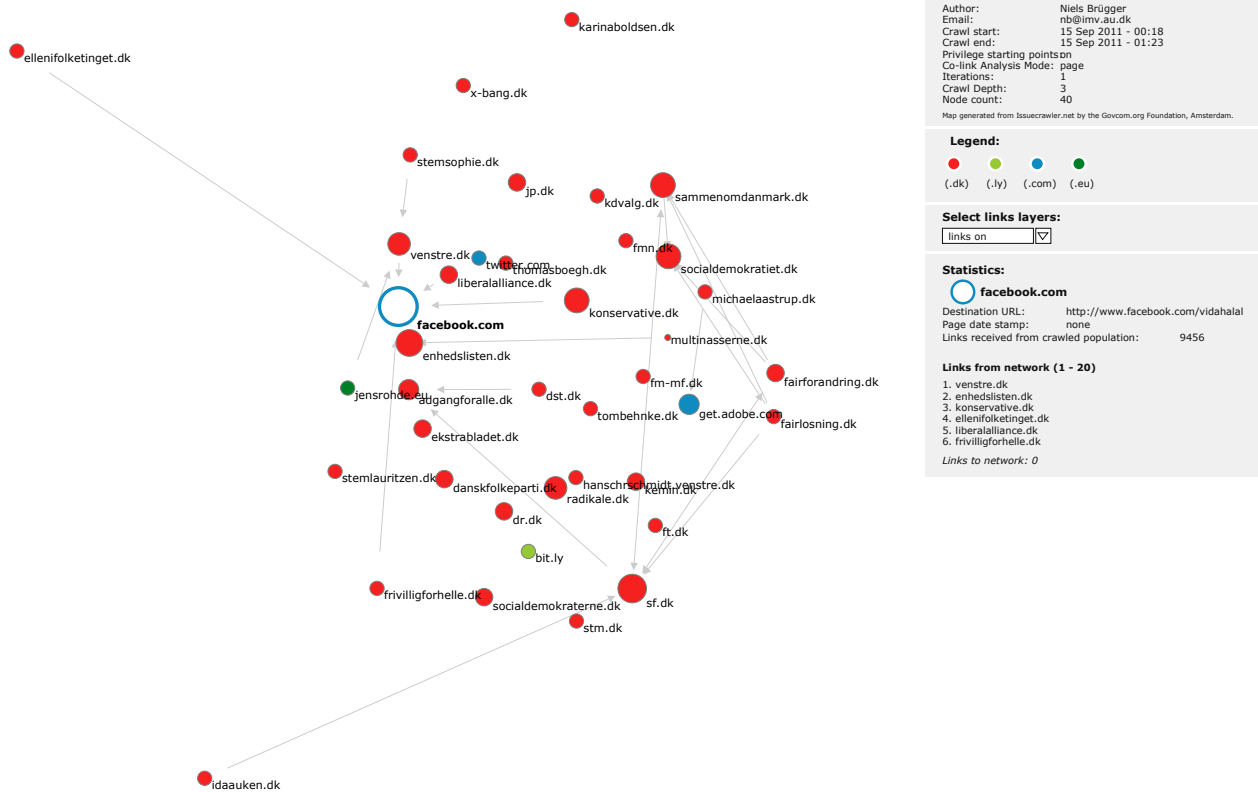 karinaboldsen.dk
ellenifolketinget.dk
x-bang.dk
stemsophie.dk
jp.dk
kdvalg.dk
sammenomdanmark.dk
venstre.dk
fmn.dk
twitter.com
thomasboegh.dk
socialdemokratiet.dk
liberalalliance.dk
michaelaastrup.dk
konservative.dk
facebook.com
multinasserne.dk
enhedslisten.dk
fairforandring.dk
fm-mf.dk
jensrohde.eu
adgangforalle.dk
dst.dk
tombehnke.dk
get.adobe.com
fairlosning.dk
ekstrabladet.dk
stemlauritzen.dk
danskfolkeparti.dk
hanschrschmidt.venstre.dk
kemin.dk
radikale.dk
dr.dk
ft.dk
bit.ly
frivilligforhelle.dk
socialdemokraterne.dk
sf.dk
stm.dk
idaauken.dk
Author: Niels Brügger
Email: nb@imv.au.dk
Crawl start: 15 Sep 2011 - 00:18
Crawl end: 15 Sep 2011 - 01:23
Privilege starting points: on
Co-link Analysis Mode: page
Iterations: 1
Crawl Depth: 3
Node count: 40
Map generated from Issuecrawler.net by the Govcom.org Foundation, Amsterdam.
Legend:
(.dk) (.ly) (.com) (.eu)
Select links layers:
links on
Statistics:
facebook.com
Destination URL: http://www.facebook.com/vidahalal
Page date stamp: none
Links received from crawled population: 9456
Links from network (1 - 20)
1. venstre.dk
2. enhedslisten.dk
3. konservative.dk
4. ellenifolketinget.dk
5. liberalalliance.dk
6. frivilligforhelle.dk
Links to network: 0